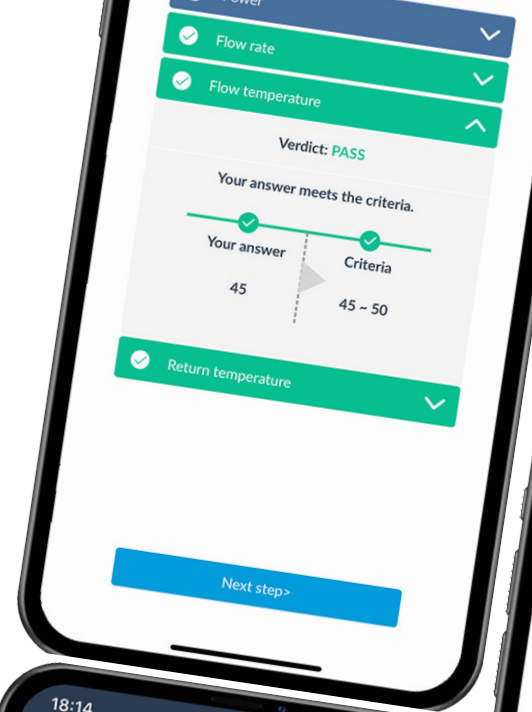 Power
Flow rate
Flow temperature
Verdict: PASS
Your answer meets the criteria.
Your answer
Criteria
45
45 ~ 50
Return temperature
Next step>
18:14